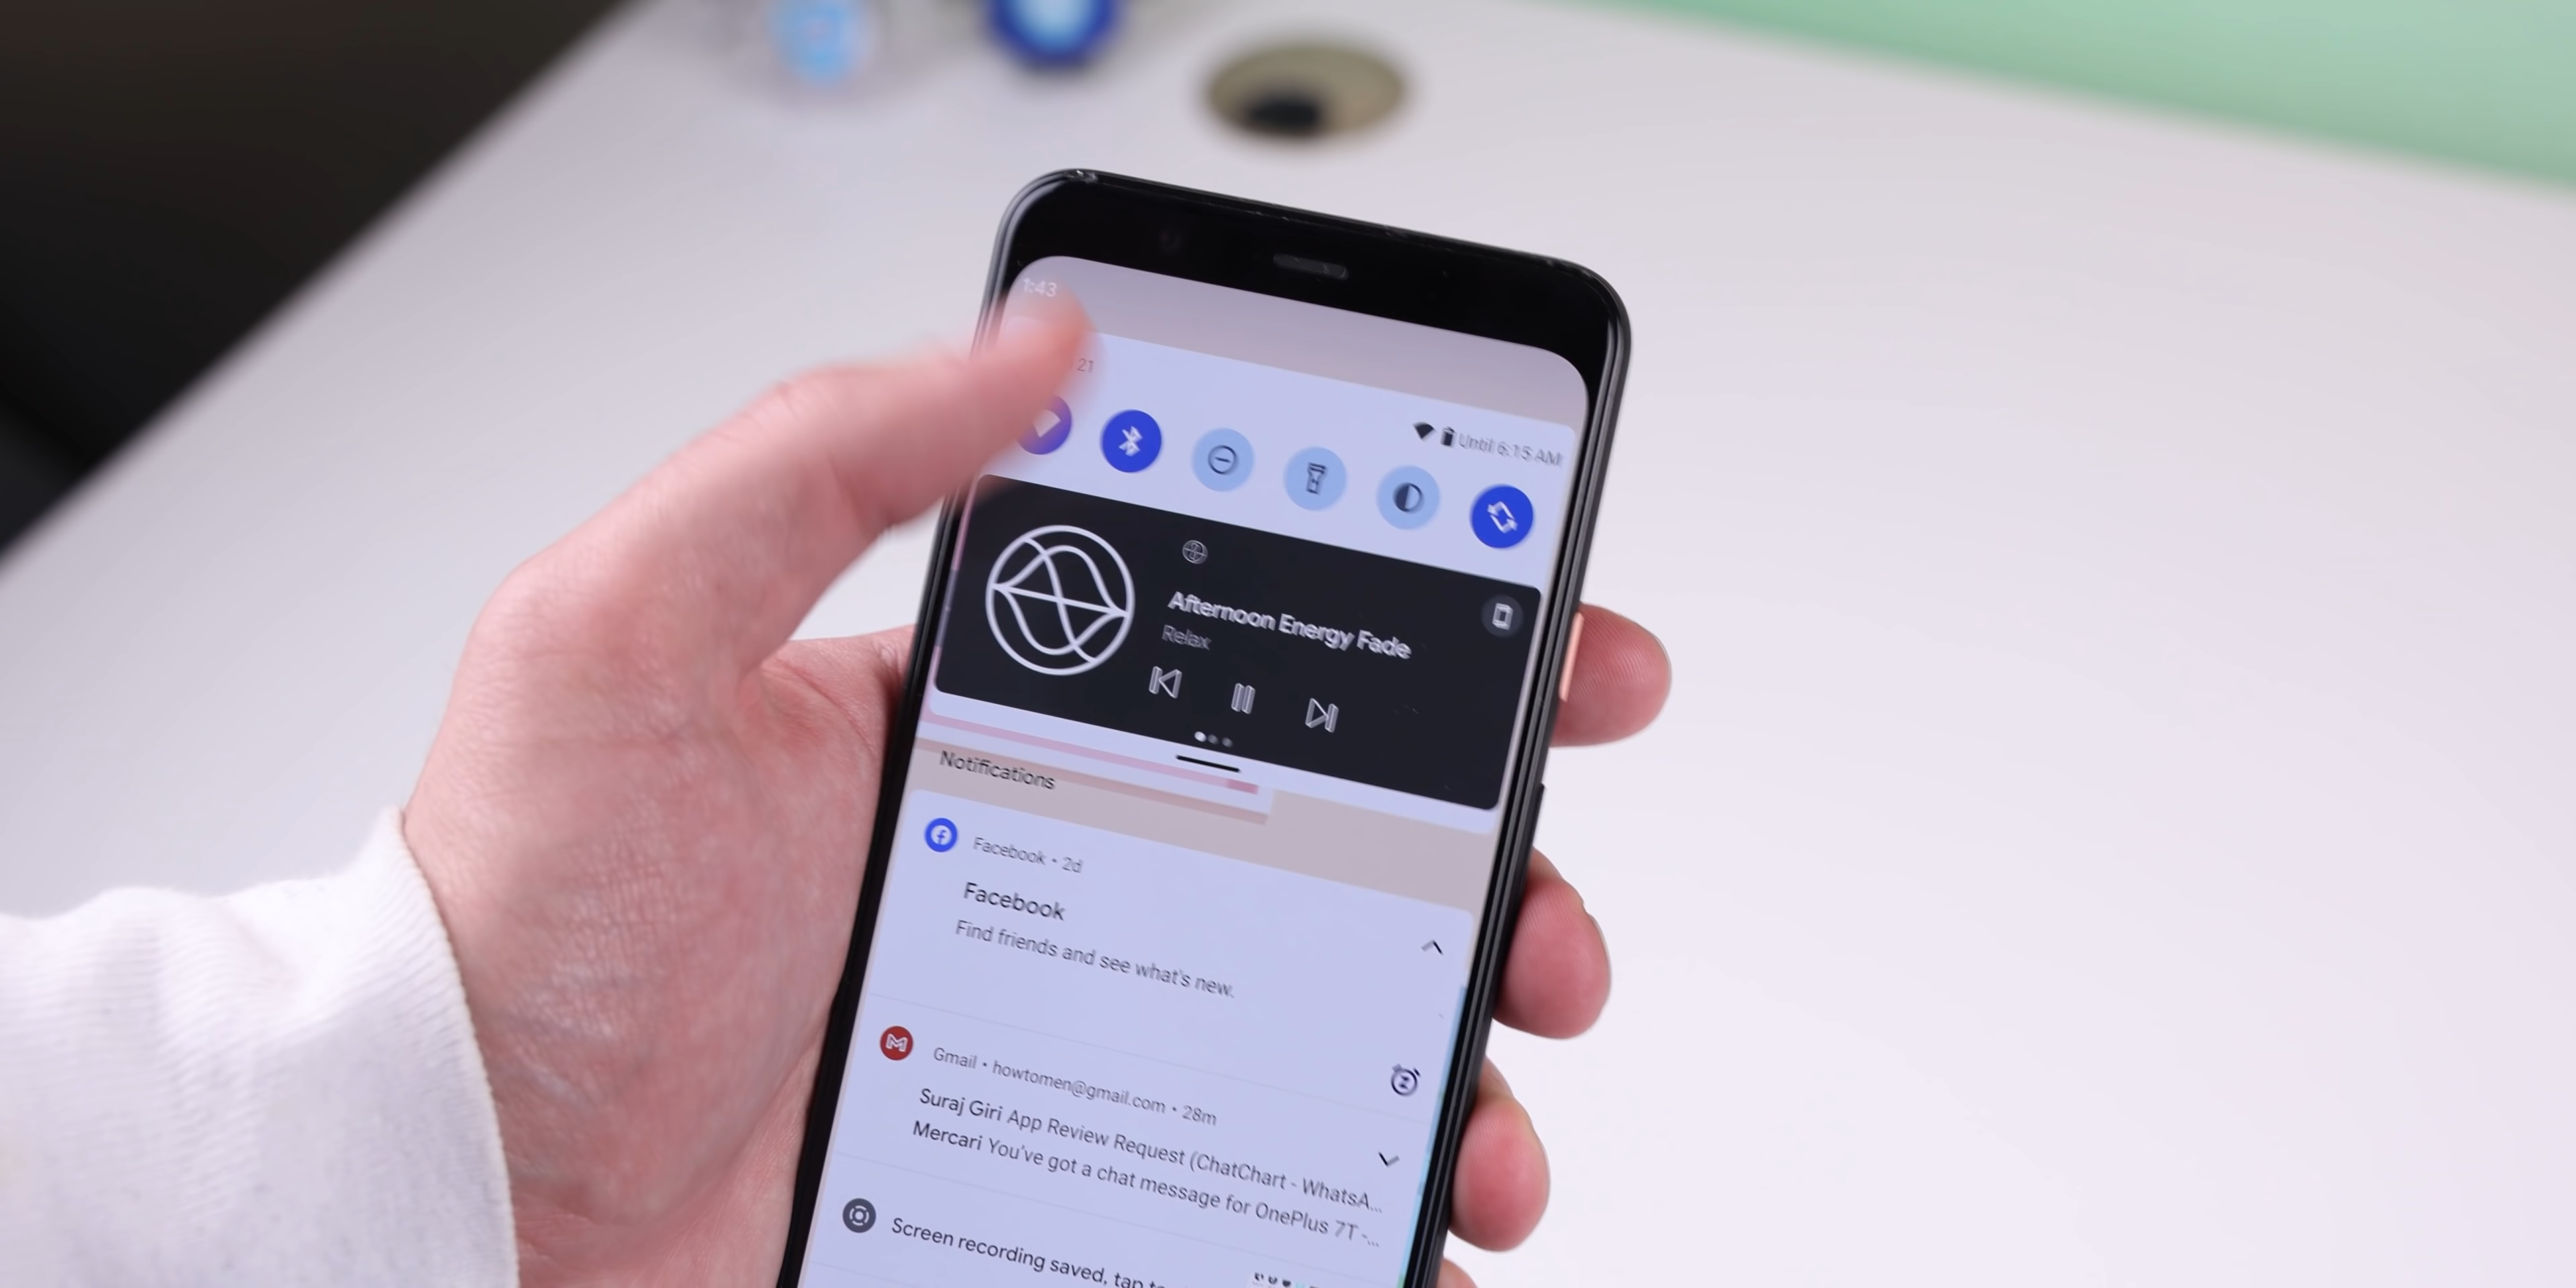 1:43
21
Until 6:15 AM
Afternoon Energy Fade
Relax
Notifications
Facebook • 2d
Facebook
Find friends and see what's new.
Gmail • howtomen@gmail.com • 28m
Suraj Giri App Review Request (ChatChart - WhatsA...
Mercari You've got a chat message for OnePlus 7T -...
Screen recording saved, tap